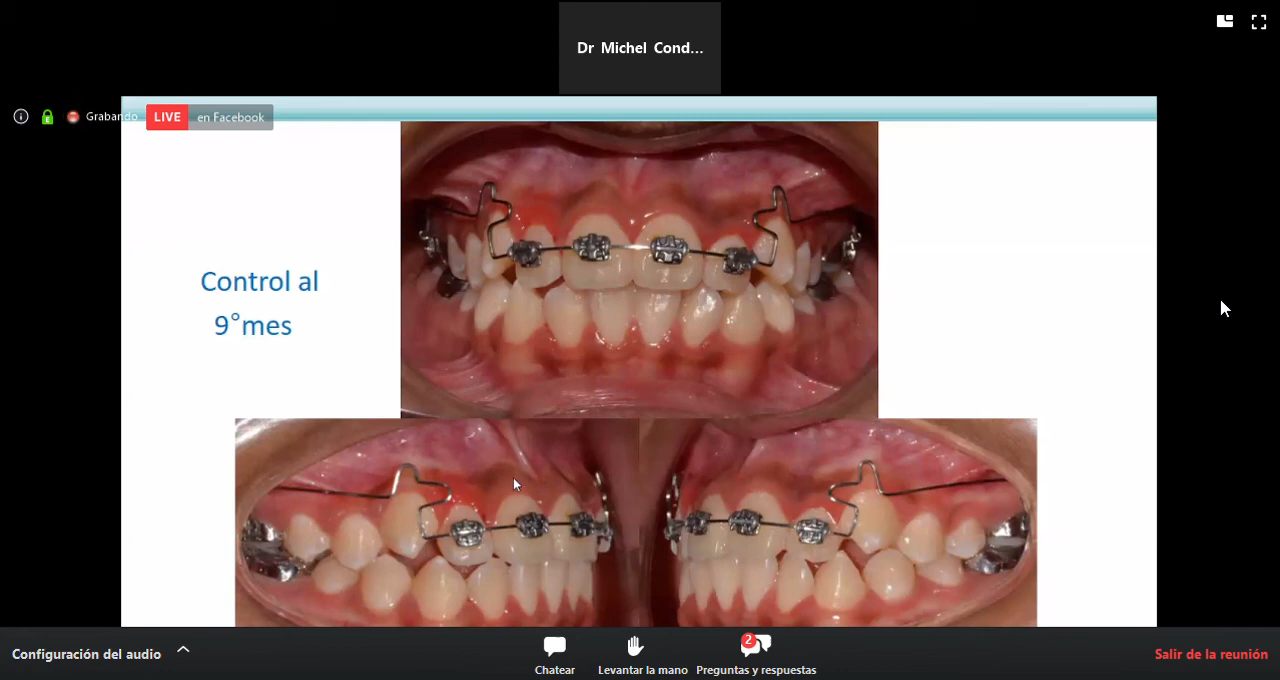 Dr Michel Cond...
Grabando
LIVE en Facebook
Control al
9°mes
Configuración del audio
Chatear
Levantar la mano
2
Preguntas y respuestas
Salir de la reunión